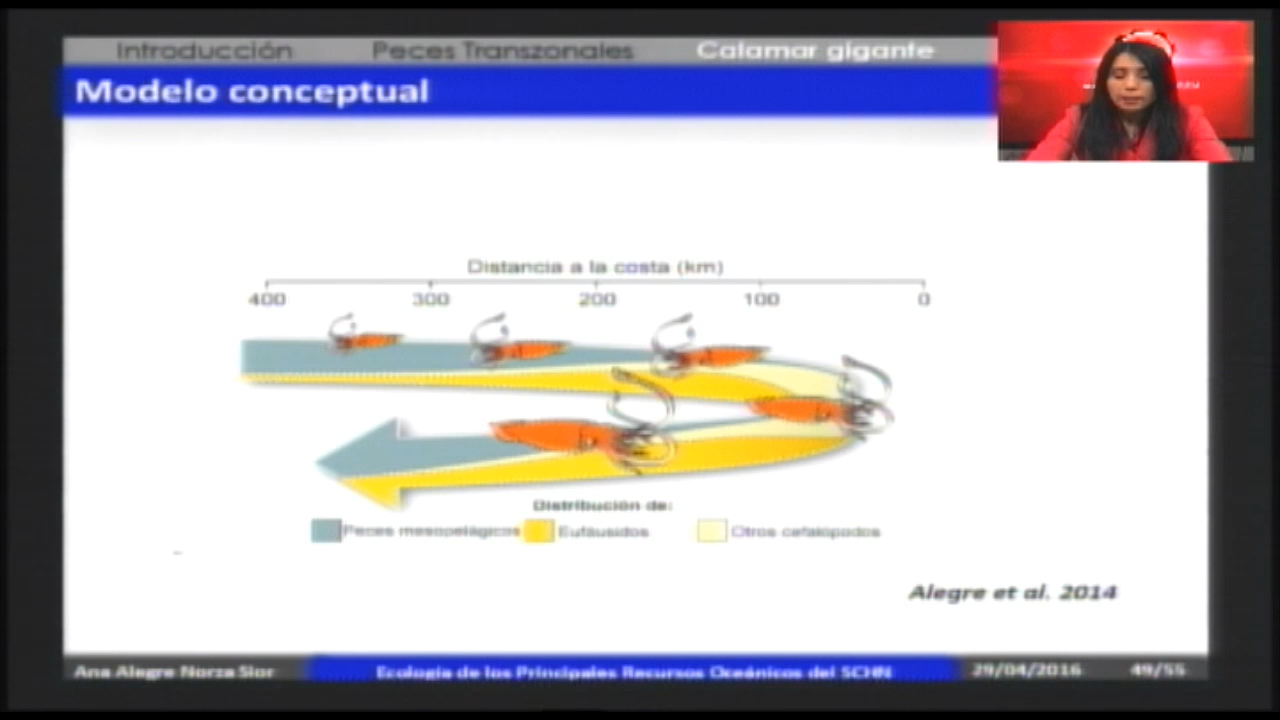 Introducción Peces Transzonales Calamar gigante
Modelo conceptual
Distancia a la costa (km)
400 300 200 100 0
Distribución de:
Peces mesopelágicos Eufáusidos Otros cefalópodos
Alegre et al. 2014
Ana Alegre Norza Sior Ecología de los Principales Recursos Oceánicos del SCHN 29/04/2016 49/55